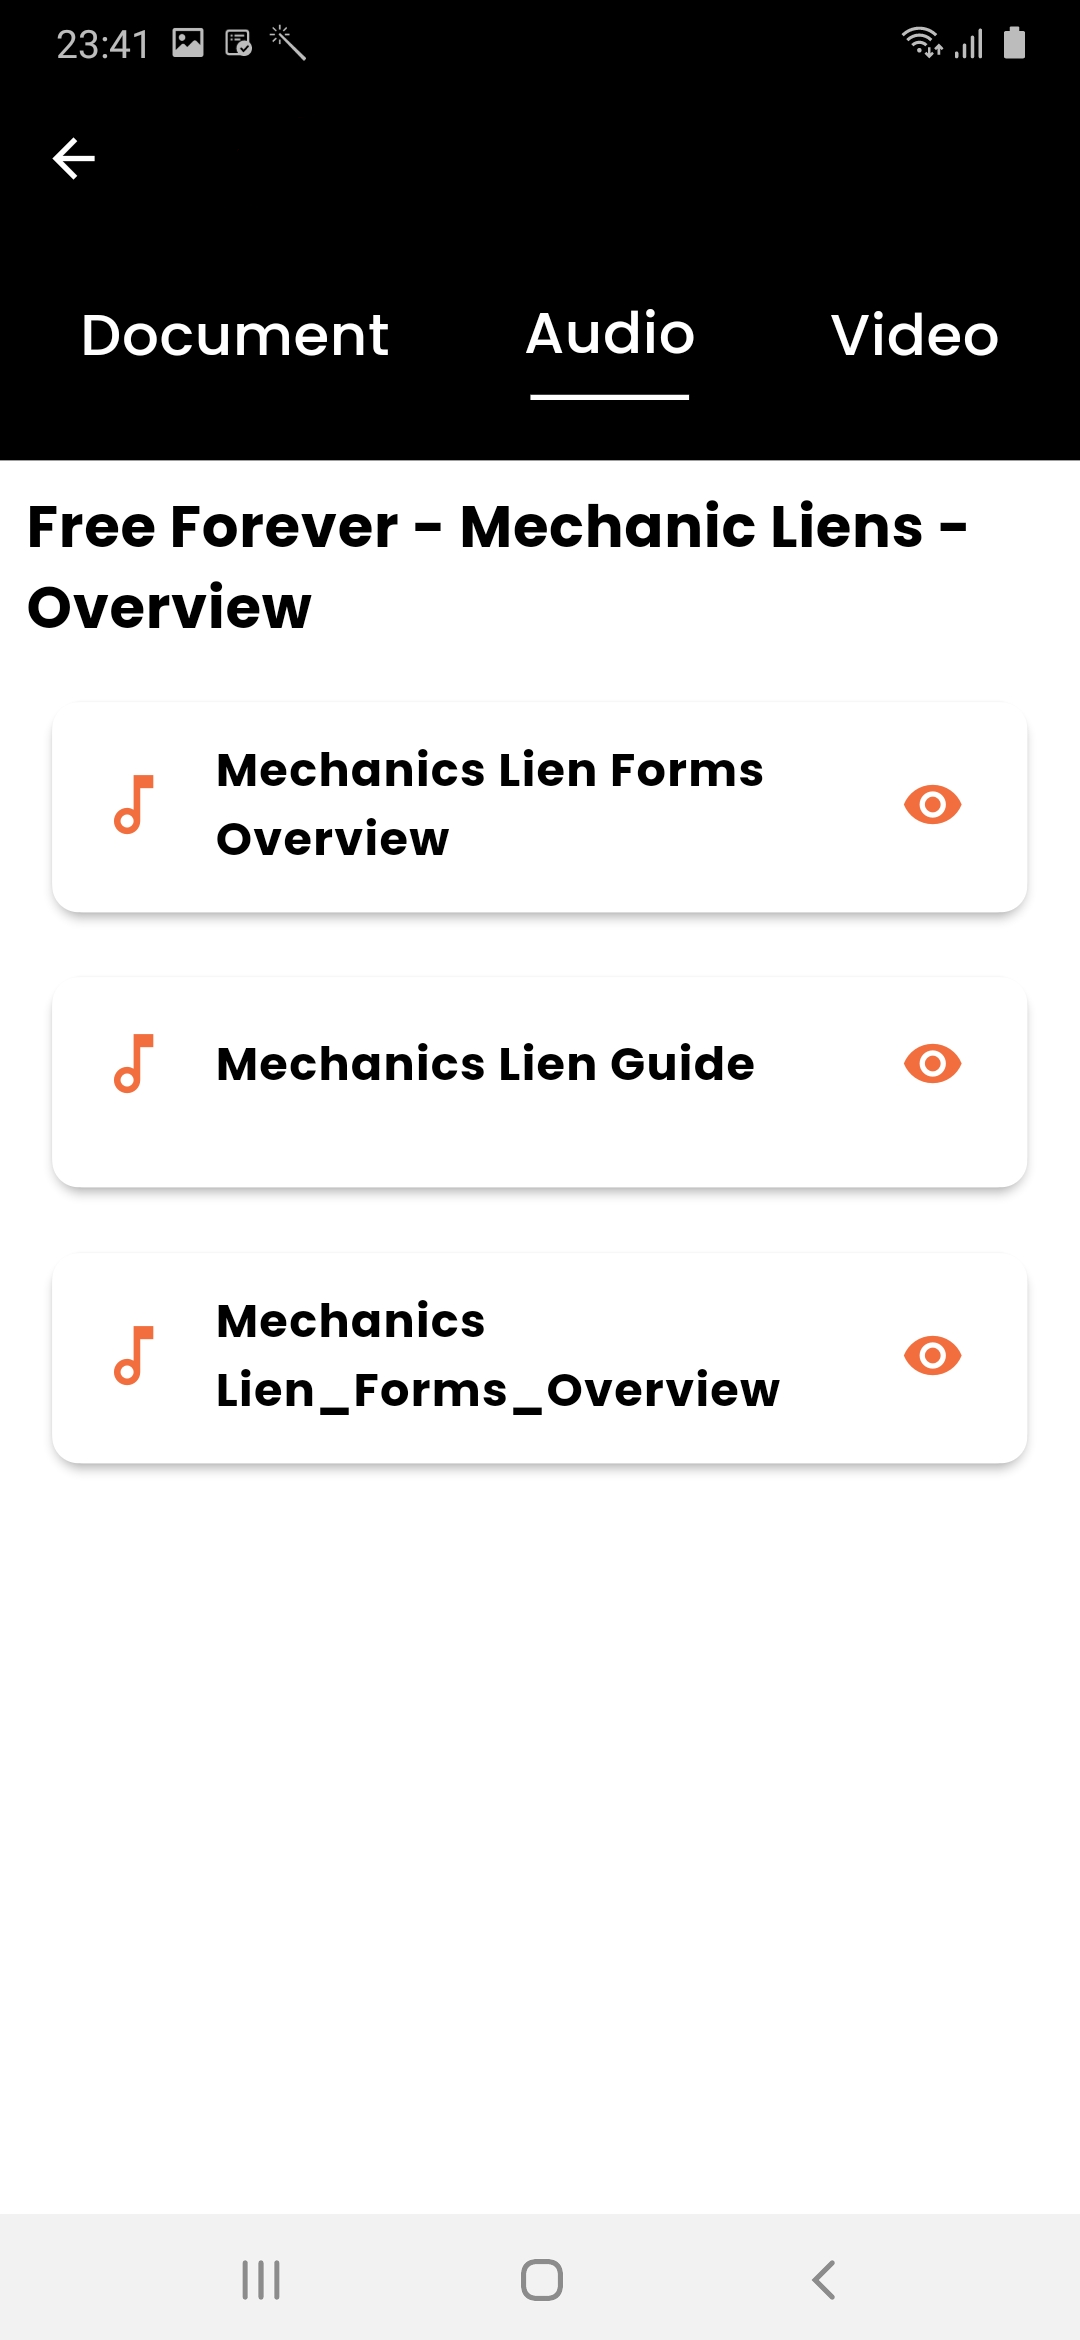 23:41
Document Audio Video
Free Forever - Mechanic Liens -
Overview
Mechanics Lien Forms
Overview
Mechanics Lien Guide
Mechanics
Lien_Forms_Overview